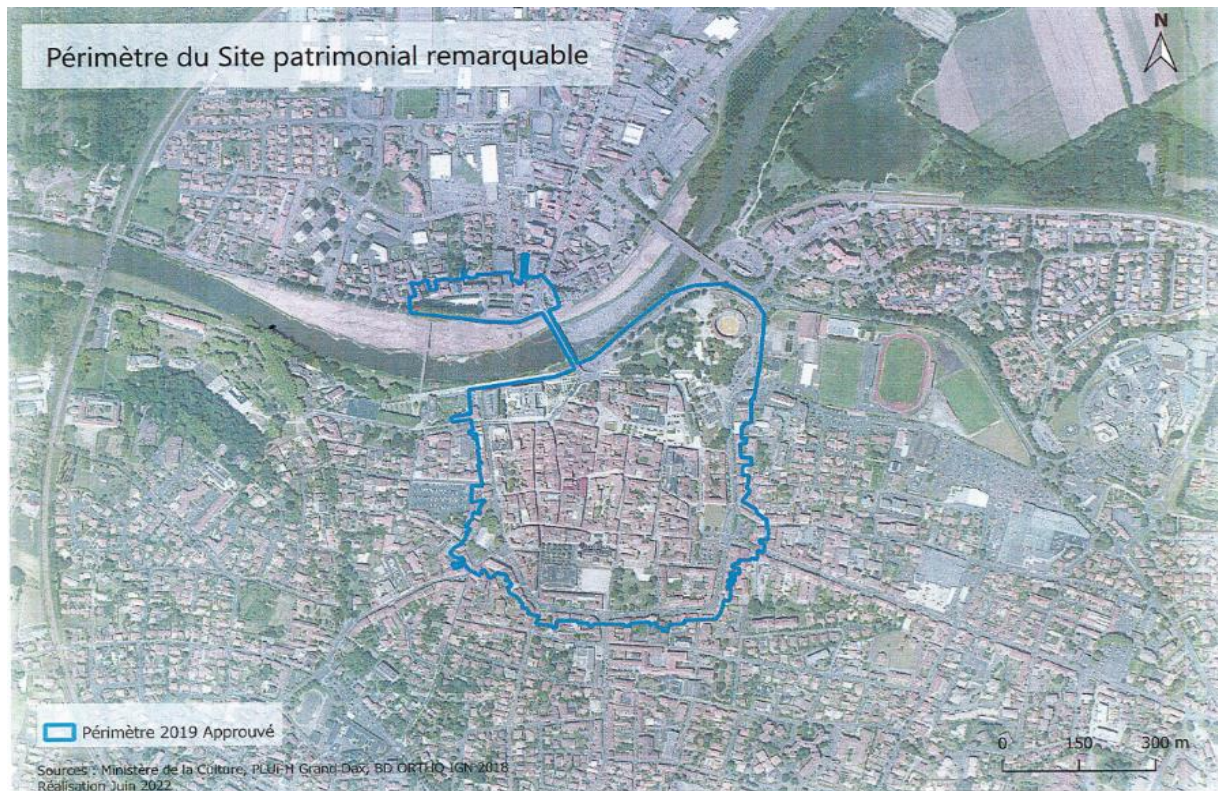 Périmètre du Site patrimonial remarquable
N
Périmètre 2019 Approuvé
0 150 300 m
Sources : Ministère de la Culture, PLUi-H Grand Dax, BD ORTHO IGN 2018
Réalisation Juin 2022